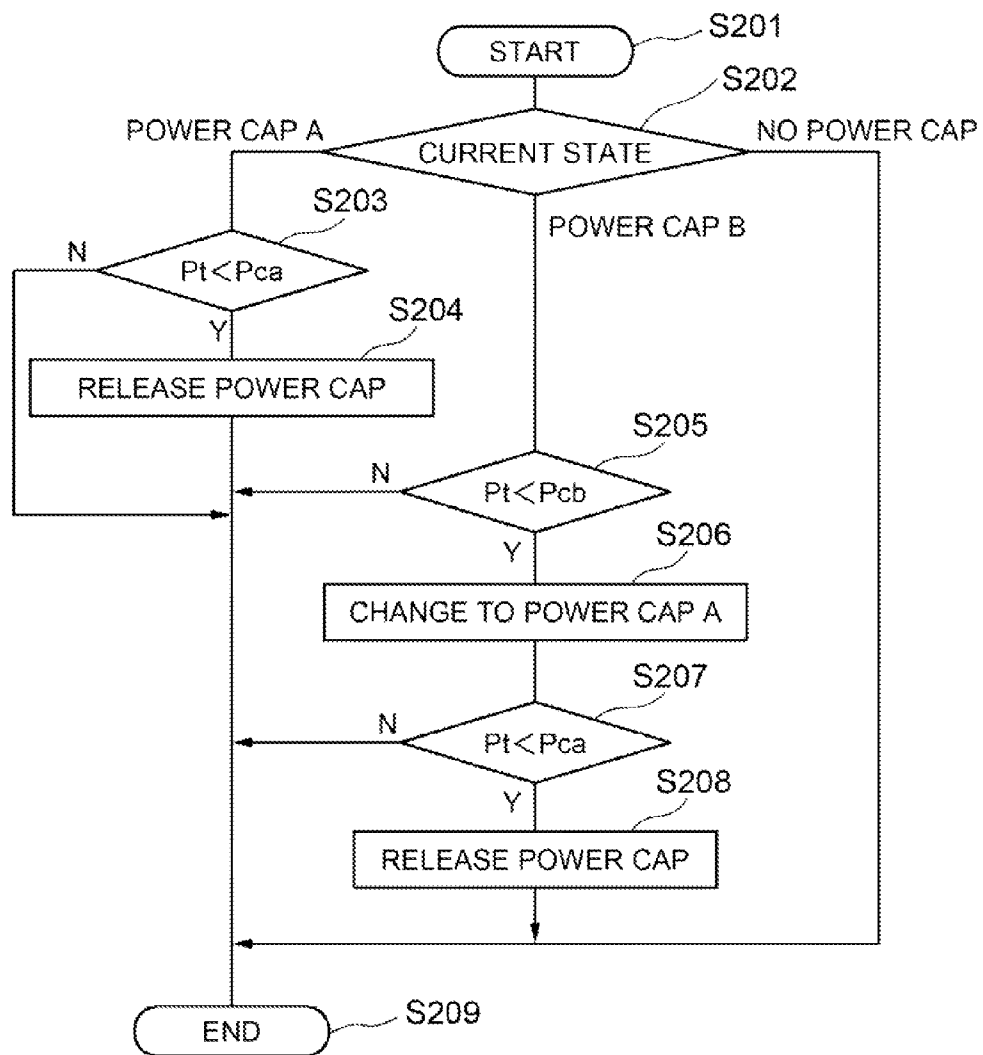 S201
START
S202
POWER CAP A
NO POWER CAP
CURRENT STATE
S203
POWER CAP B
N
Pt<Pca
Y
S204
RELEASE POWER CAP
S205
N
Pt<Pcb
Y
S206
CHANGE TO POWER CAP A
S207
N
Pt<Pca
Y
S208
RELEASE POWER CAP
END
S209